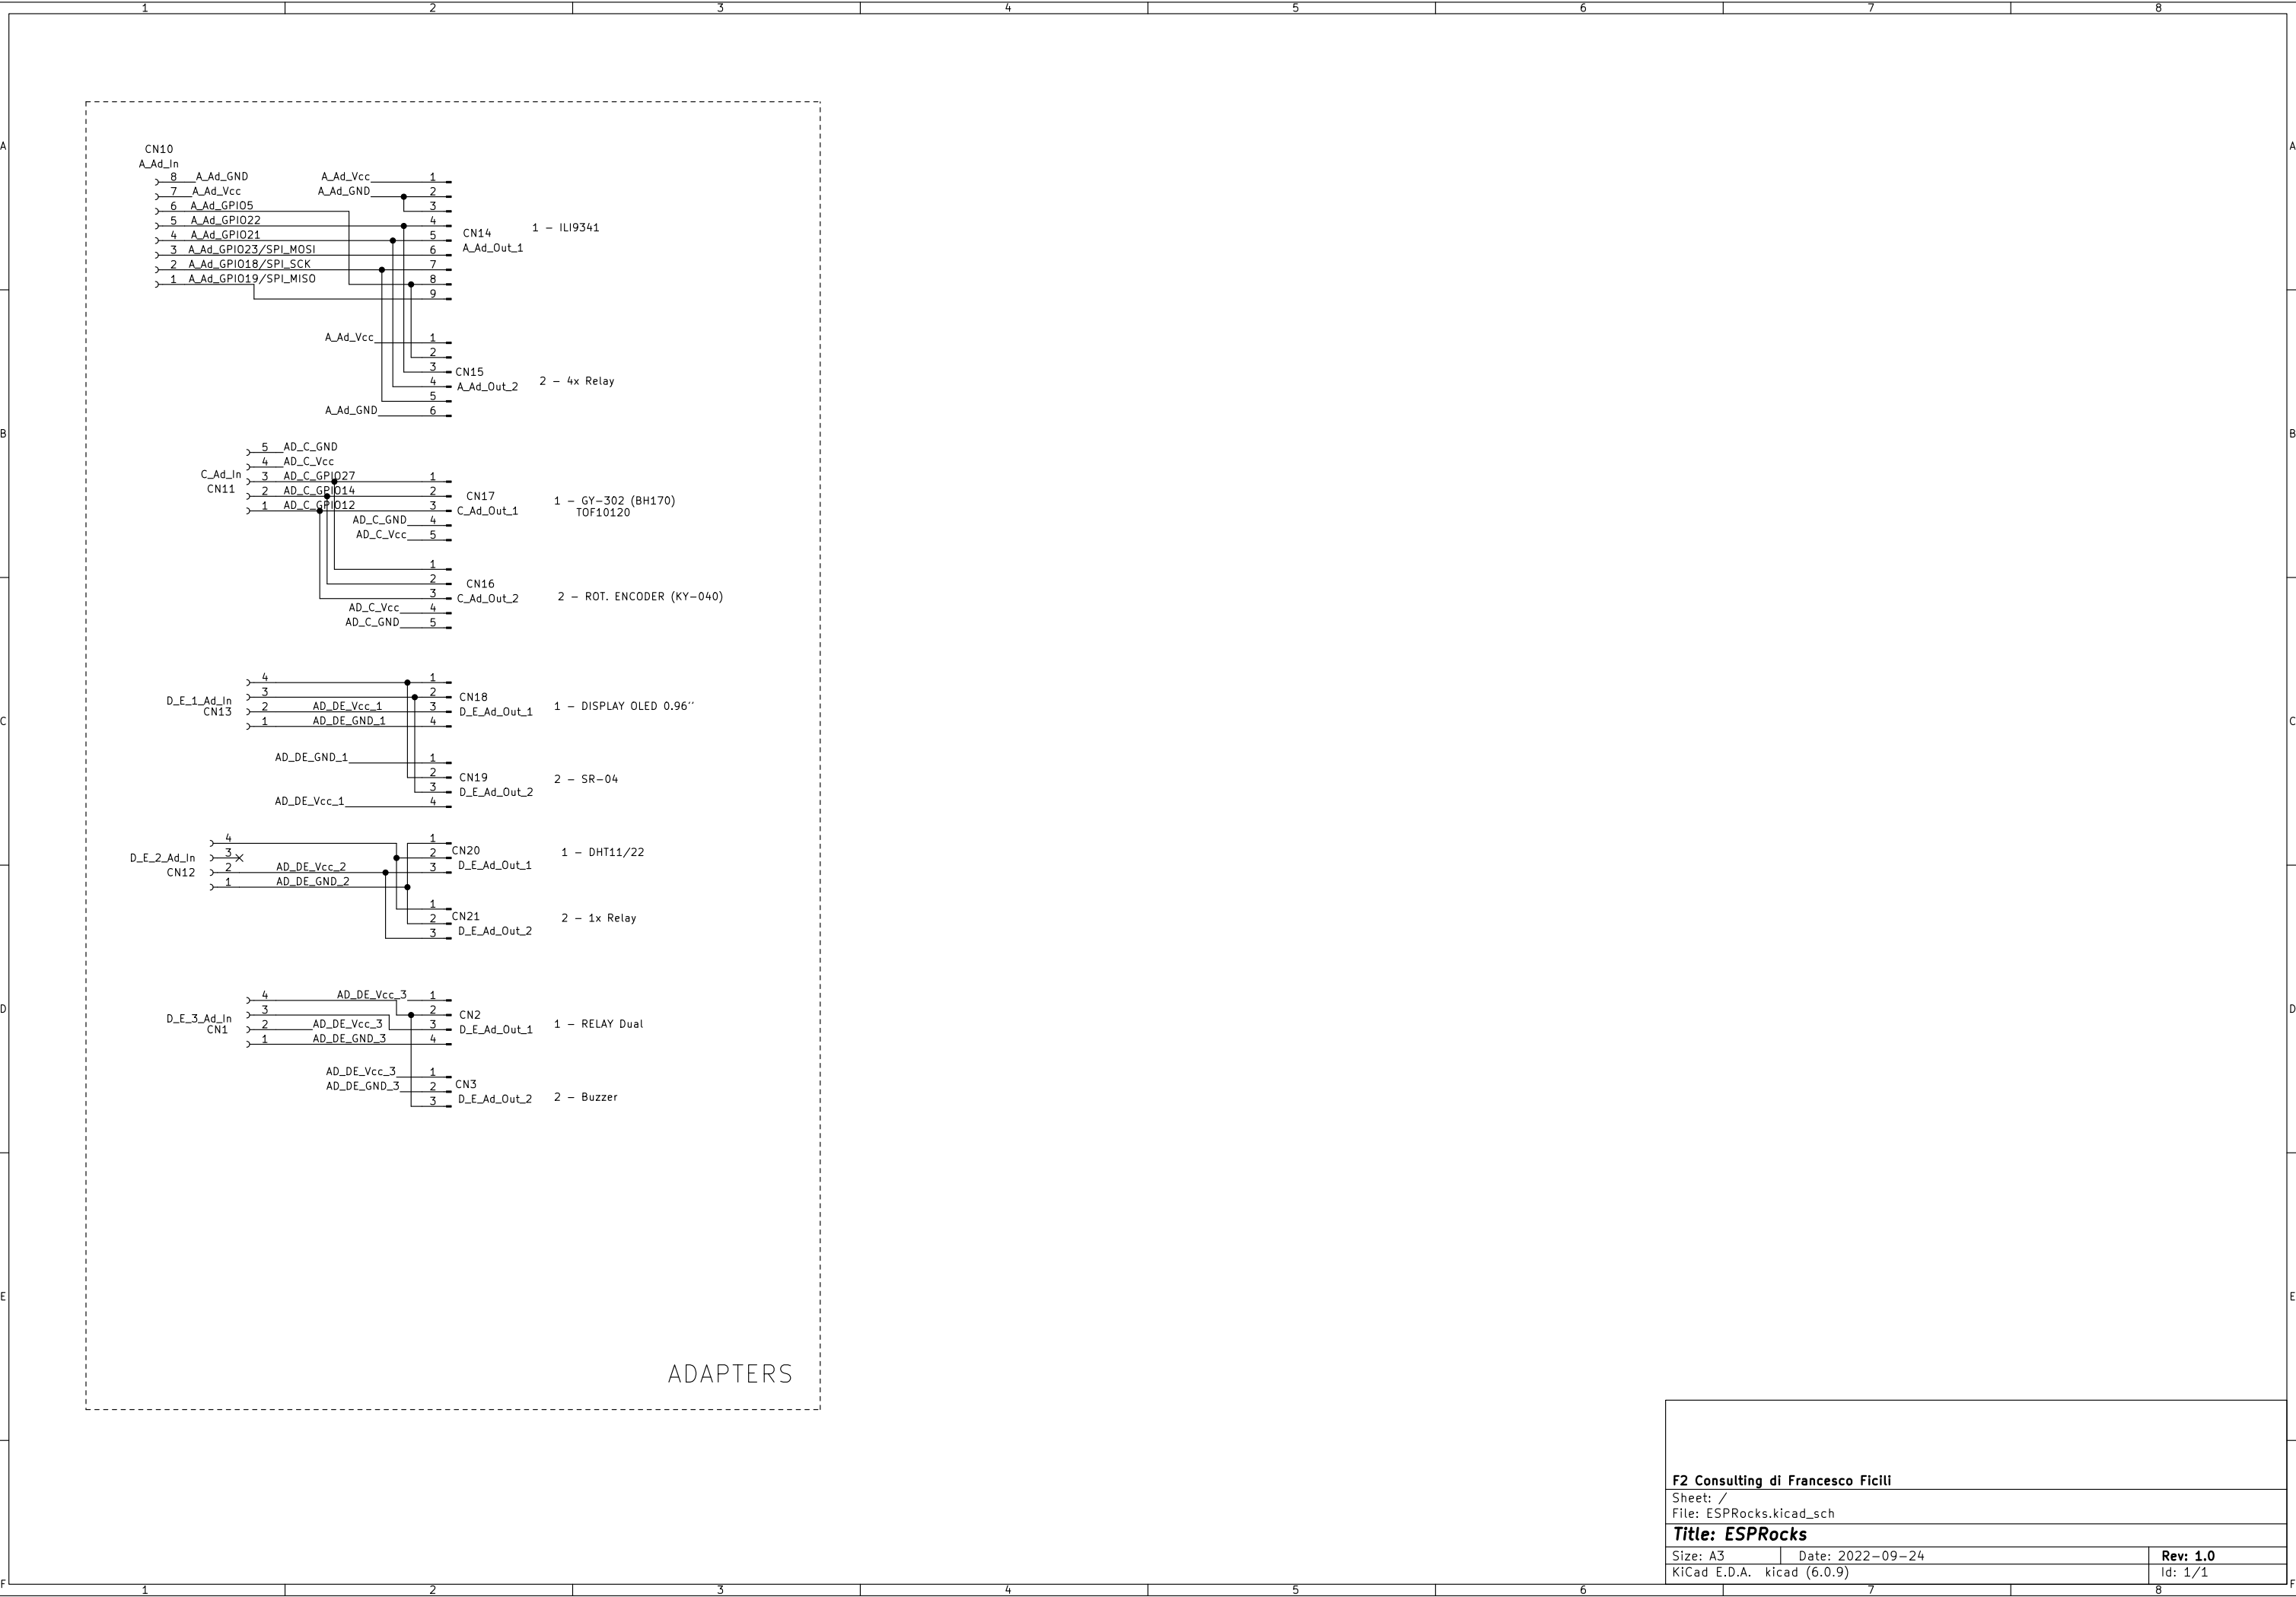 1 2 3 4 5 6 7 8
A A
B B
C C
D D
E E
F F
CN10
A_Ad_In
8 A_Ad_GND
7 A_Ad_Vcc
6 A_Ad_GPIO5
5 A_Ad_GPIO22
4 A_Ad_GPIO21
3 A_Ad_GPIO23/SPI_MOSI
2 A_Ad_GPIO18/SPI_SCK
1 A_Ad_GPIO19/SPI_MISO
A_Ad_Vcc 1
A_Ad_GND 2
3
4
5
6
7
8
9
CN14
A_Ad_Out_1
1 - ILI9341
A_Ad_Vcc 1
2
3
4
5
A_Ad_GND 6
CN15
A_Ad_Out_2
2 - 4x Relay
C_Ad_In
CN11
5 AD_C_GND
4 AD_C_Vcc
3 AD_C_GPIO27
2 AD_C_GPIO14
1 AD_C_GPIO12
1
2
3
AD_C_GND 4
AD_C_Vcc 5
CN17
C_Ad_Out_1
1 - GY-302 (BH170)
TOF10120
1
2
3
AD_C_Vcc 4
AD_C_GND 5
CN16
C_Ad_Out_2
2 - ROT. ENCODER (KY-040)
D_E_1_Ad_In
CN13
4
3
2 AD_DE_Vcc_1
1 AD_DE_GND_1
1
2
3
4
CN18
D_E_Ad_Out_1
1 - DISPLAY OLED 0.96''
AD_DE_GND_1 1
2
3
AD_DE_Vcc_1 4
CN19
D_E_Ad_Out_2
2 - SR-04
D_E_2_Ad_In
CN12
4
3
2 AD_DE_Vcc_2
1 AD_DE_GND_2
1
2
3
CN20
D_E_Ad_Out_1
1 - DHT11/22
1
2
3
CN21
D_E_Ad_Out_2
2 - 1x Relay
D_E_3_Ad_In
CN1
4
3
2 AD_DE_Vcc_3
1 AD_DE_GND_3
AD_DE_Vcc_3 1
2
3
4
CN2
D_E_Ad_Out_1
1 - RELAY Dual
AD_DE_Vcc_3 1
AD_DE_GND_3 2
3
CN3
D_E_Ad_Out_2
2 - Buzzer
ADAPTERS
F2 Consulting di Francesco Ficili
Sheet: /
File: ESPRocks.kicad_sch
Title: ESPRocks
Size: A3 Date: 2022-09-24 Rev: 1.0
KiCad E.D.A. kicad (6.0.9) Id: 1/1
1 2 3 4 5 6 7 8